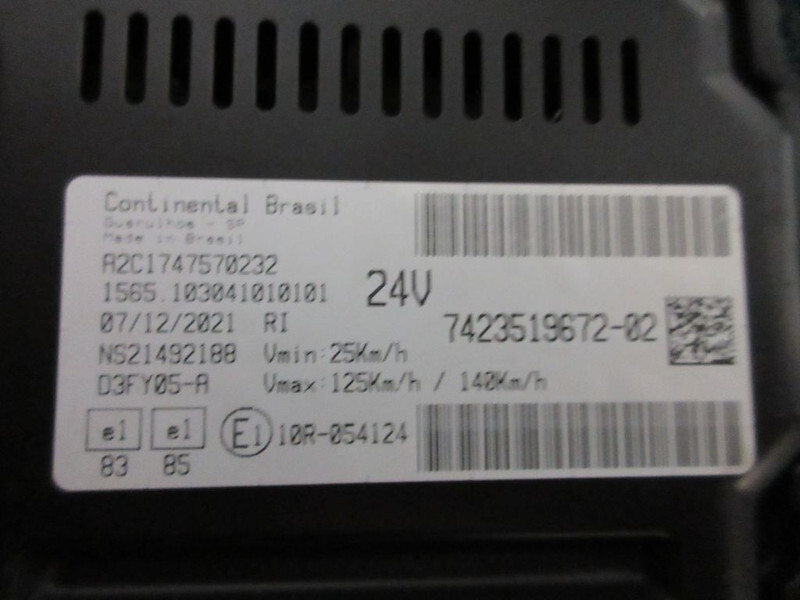 Continental Brasil
Guarulhos - SP
Made in Brasil
A2C1747570232
1565.103041010101
24V
07/12/2021 RI
7423519672-02
NS21492188 Vmin:25Km/h
D3FY05-A Vmax:125Km/h / 140Km/h
e1 e1 E1 10R-054124
83 85